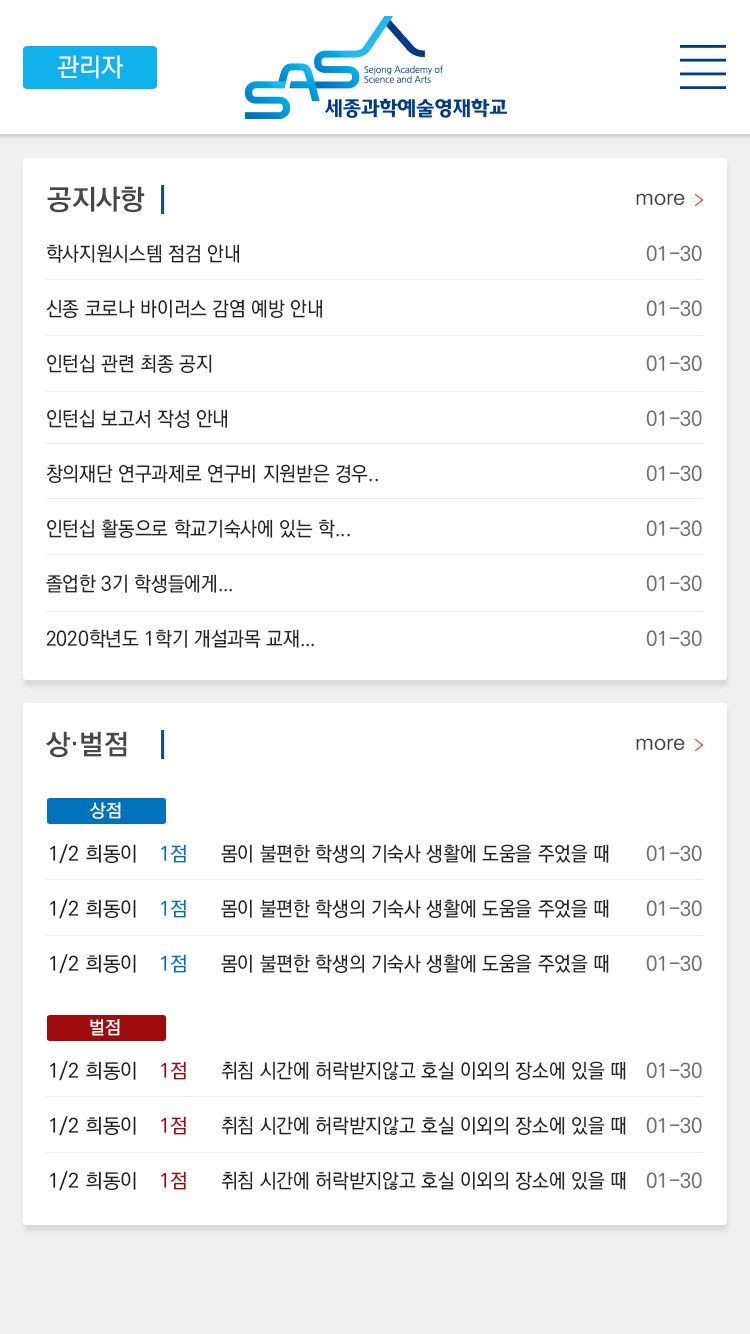 관리자
SASA
Sejong Academy of
Science and Arts
세종과학예술영재학교
공지사항
more >
학사지원시스템 점검 안내 01-30
신종 코로나 바이러스 감염 예방 안내 01-30
인턴십 관련 최종 공지 01-30
인턴십 보고서 작성 안내 01-30
창의재단 연구과제로 연구비 지원받은 경우.. 01-30
인턴십 활동으로 학교기숙사에 있는 학... 01-30
졸업한 3기 학생들에게... 01-30
2020학년도 1학기 개설과목 교재... 01-30
상·벌점
more >
상점
1/2 희동이 1점 몸이 불편한 학생의 기숙사 생활에 도움을 주었을 때 01-30
1/2 희동이 1점 몸이 불편한 학생의 기숙사 생활에 도움을 주었을 때 01-30
1/2 희동이 1점 몸이 불편한 학생의 기숙사 생활에 도움을 주었을 때 01-30
벌점
1/2 희동이 1점 취침 시간에 허락받지않고 호실 이외의 장소에 있을 때 01-30
1/2 희동이 1점 취침 시간에 허락받지않고 호실 이외의 장소에 있을 때 01-30
1/2 희동이 1점 취침 시간에 허락받지않고 호실 이외의 장소에 있을 때 01-30